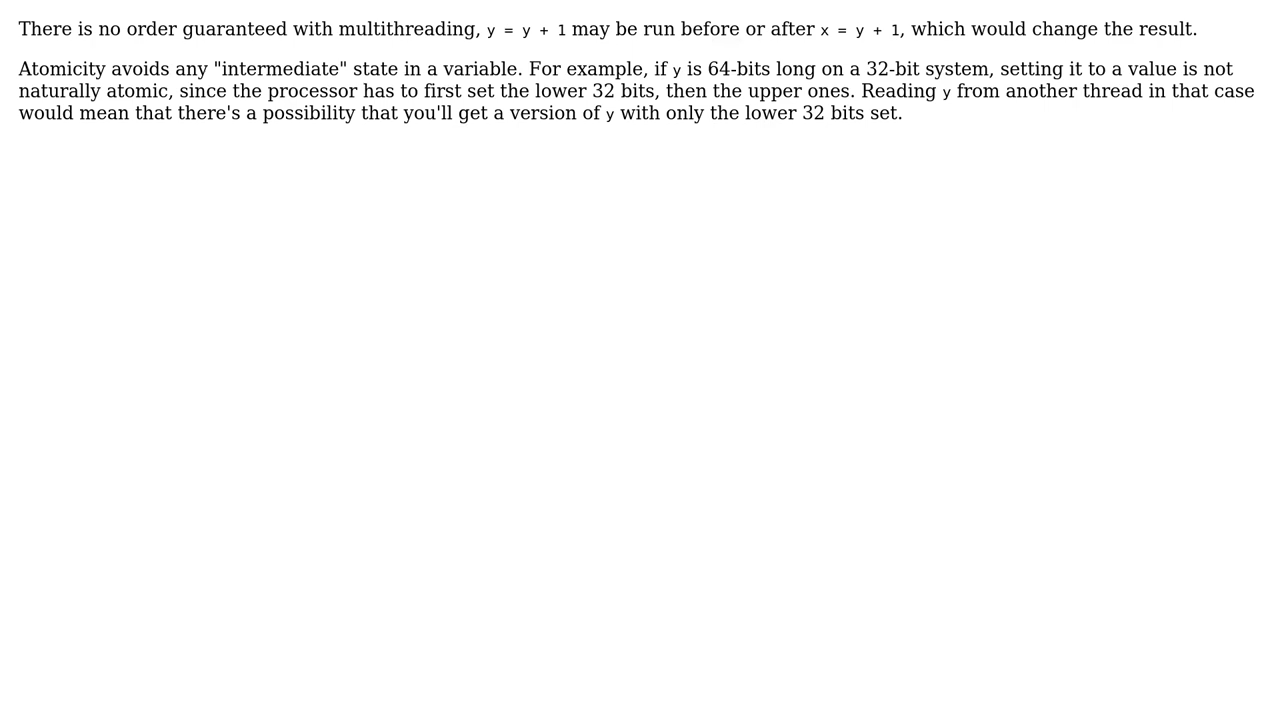 There is no order guaranteed with multithreading, y = y + 1 may be run before or after x = y + 1, which would change the result.
Atomicity avoids any "intermediate" state in a variable. For example, if y is 64-bits long on a 32-bit system, setting it to a value is not
naturally atomic, since the processor has to first set the lower 32 bits, then the upper ones. Reading y from another thread in that case
would mean that there's a possibility that you'll get a version of y with only the lower 32 bits set.